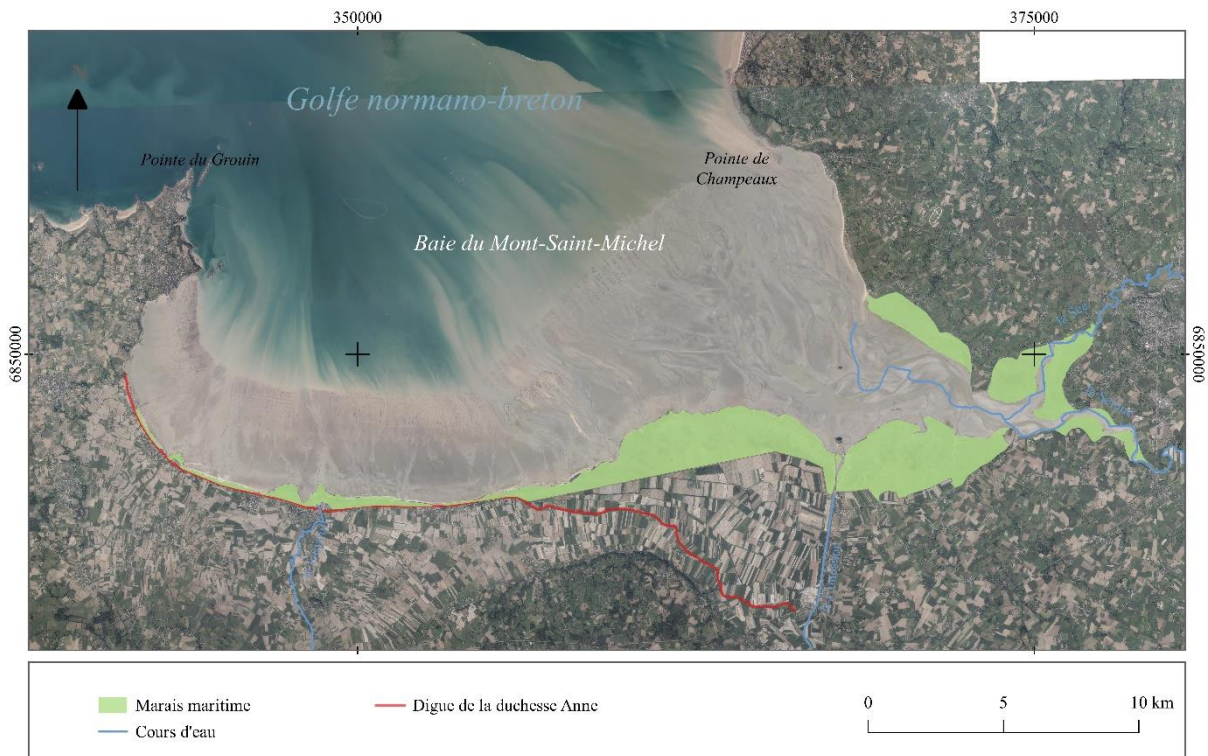 350000
375000
Golfe normano-breton
Pointe du Grouin
Pointe de
Champeaux
Baie du Mont-Saint-Michel
6850000
6850000
Marais maritime
Digue de la duchesse Anne
Cours d'eau
0
5
10 km